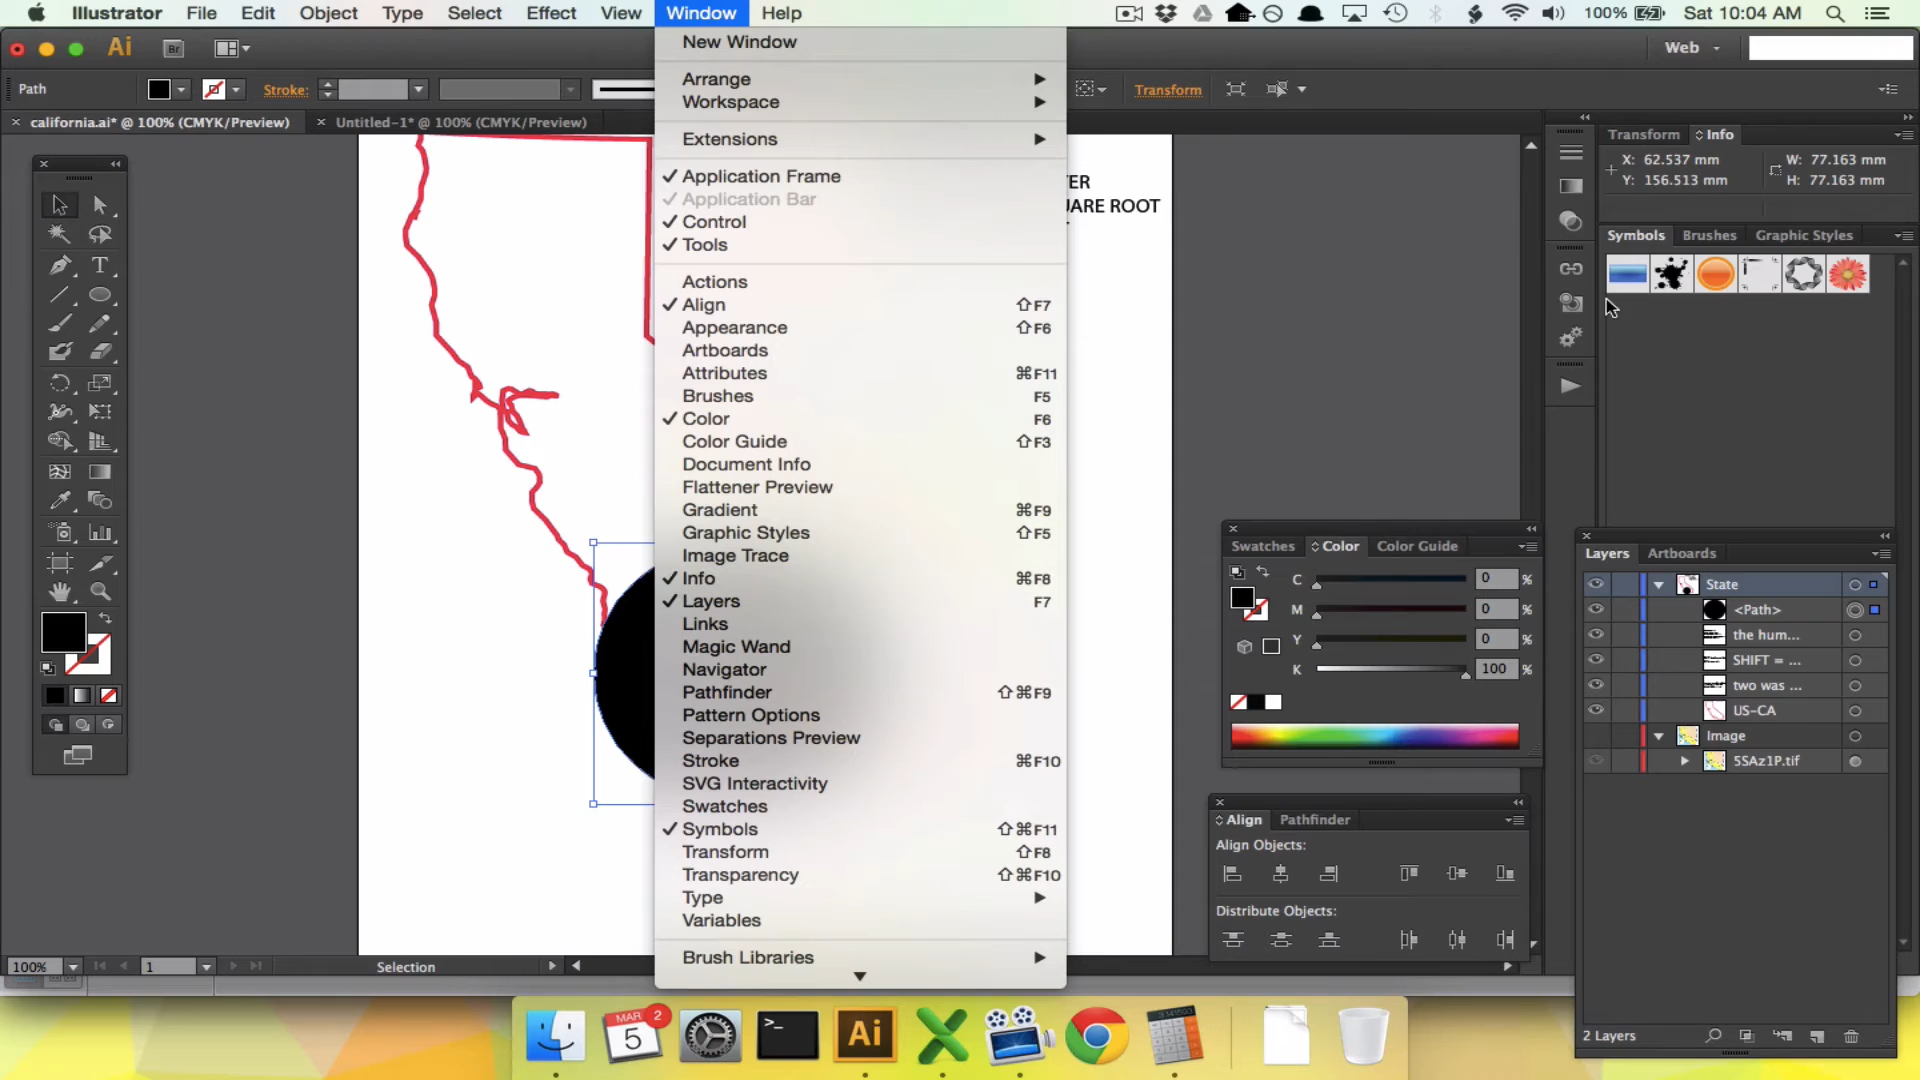 Illustrator File Edit Object Type Select Effect View Window Help
100% Sat 10:04 AM
Ai Br Web
Path Stroke: Transform
california.ai* @ 100% (CMYK/Preview) Untitled-1* @ 100% (CMYK/Preview)
New Window
Arrange
Workspace
Extensions
Application Frame
Application Bar
Control
Tools
Actions
Align ⇧F7
Appearance ⇧F6
Artboards
Attributes ⌘F11
Brushes F5
Color F6
Color Guide ⇧F3
Document Info
Flattener Preview
Gradient ⌘F9
Graphic Styles ⇧F5
Image Trace
Info ⌘F8
Layers F7
Links
Magic Wand
Navigator
Pathfinder ⇧⌘F9
Pattern Options
Separations Preview
Stroke ⌘F10
SVG Interactivity
Swatches
Symbols ⇧⌘F11
Transform ⇧F8
Transparency ⇧⌘F10
Type
Variables
Brush Libraries
TER
UARE ROOT
Transform Info
X: 62.537 mm W: 77.163 mm
Y: 156.513 mm H: 77.163 mm
Symbols Brushes Graphic Styles
Swatches Color Color Guide
C 0 %
M 0 %
Y 0 %
K 100 %
Align Pathfinder
Align Objects:
Distribute Objects:
Layers Artboards
State
<Path>
the hum...
SHIFT = ...
two was ...
US-CA
Image
5SAz1P.tif
2 Layers
100% 1 Selection
MAR 2
5
>_
Ai